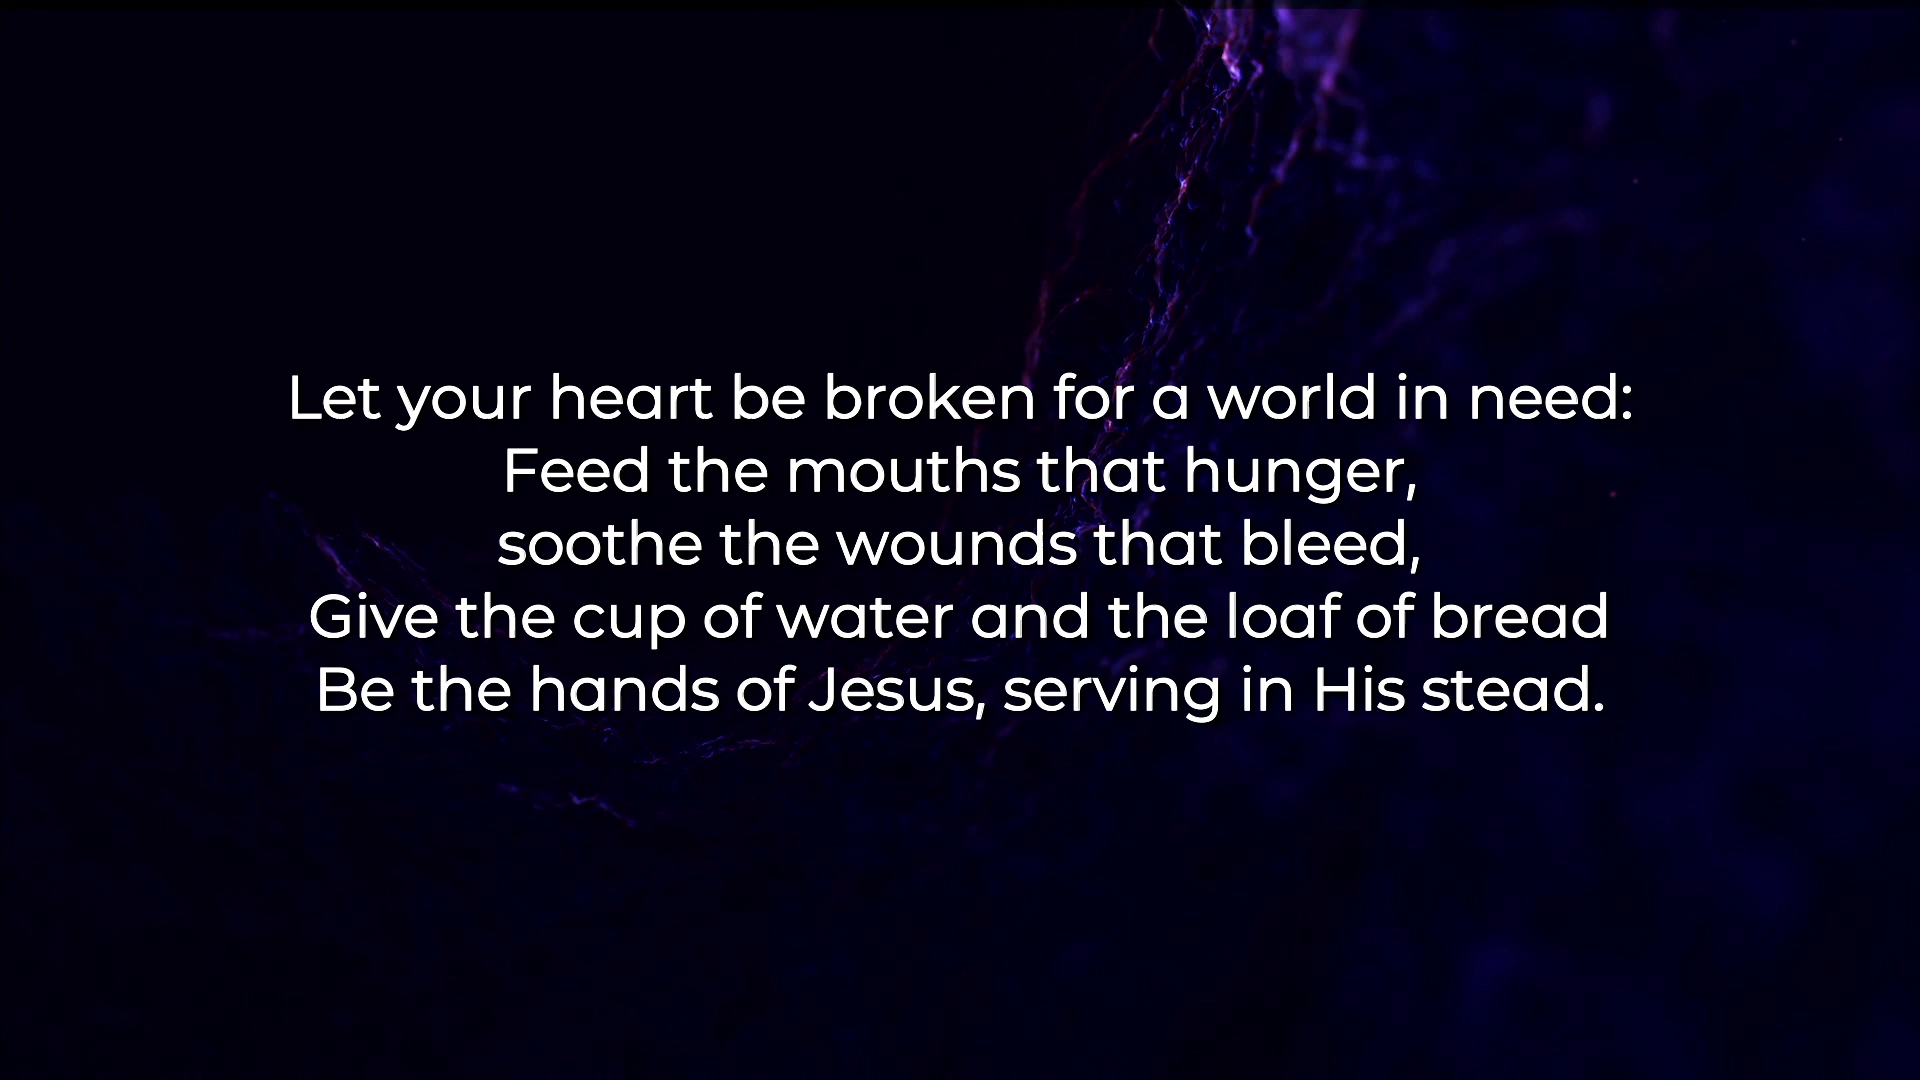 Let your heart be broken for a world in need:
Feed the mouths that hunger,
soothe the wounds that bleed,
Give the cup of water and the loaf of bread
Be the hands of Jesus, serving in His stead.